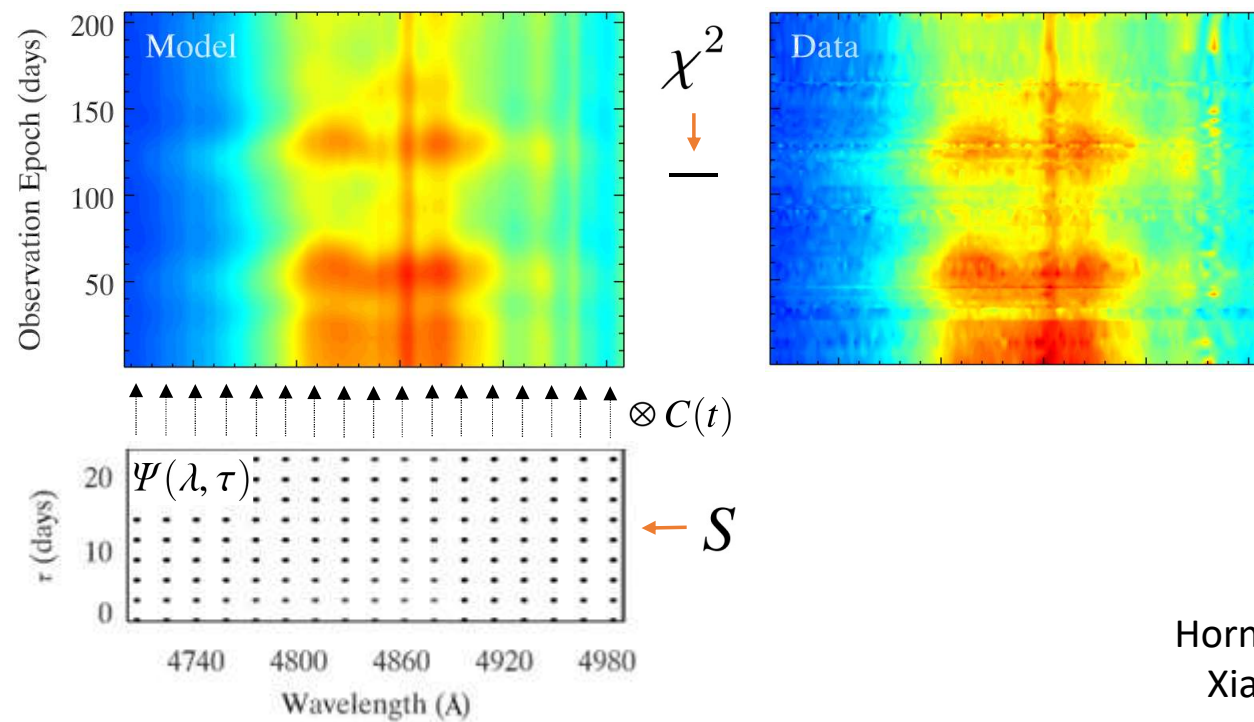 Observation Epoch (days)
200
150
100
50
Model
χ²
—
Data
⊗ C(t)
Ψ(λ, τ)
τ (days)
20
10
0
S
4740 4800 4860 4920 4980
Wavelength (Å)
Horn
Xia